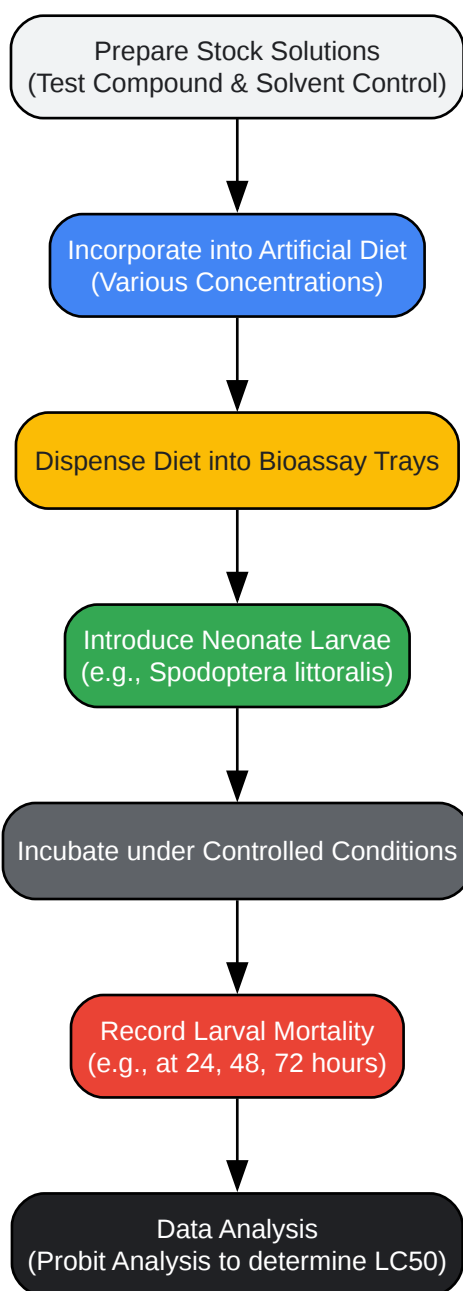 Prepare Stock Solutions
(Test Compound & Solvent Control)
Incorporate into Artificial Diet
(Various Concentrations)
Dispense Diet into Bioassay Trays
Introduce Neonate Larvae
(e.g., Spodoptera littoralis)
Incubate under Controlled Conditions
Record Larval Mortality
(e.g., at 24, 48, 72 hours)
Data Analysis
(Probit Analysis to determine LC50)